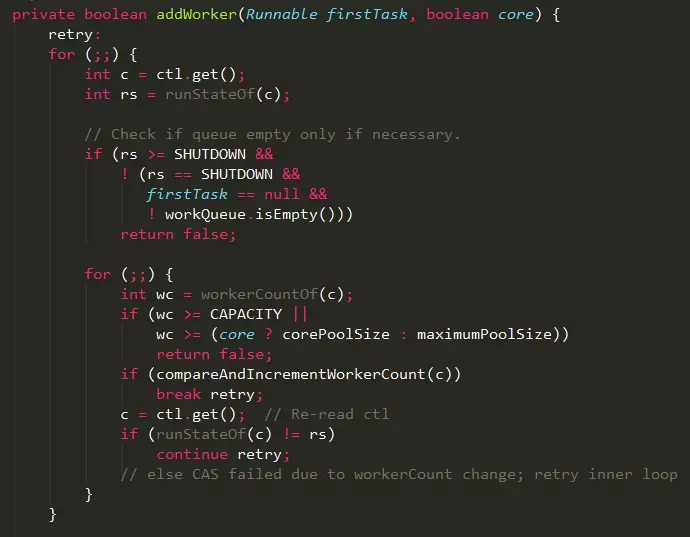 private boolean addWorker(Runnable firstTask, boolean core) {
    retry:
    for (;;) {
        int c = ctl.get();
        int rs = runStateOf(c);

        // Check if queue empty only if necessary.
        if (rs >= SHUTDOWN &&
            ! (rs == SHUTDOWN &&
               firstTask == null &&
               ! workQueue.isEmpty()))
            return false;

        for (;;) {
            int wc = workerCountOf(c);
            if (wc >= CAPACITY ||
                wc >= (core ? corePoolSize : maximumPoolSize))
                return false;
            if (compareAndIncrementWorkerCount(c))
                break retry;
            c = ctl.get();  // Re-read ctl
            if (runStateOf(c) != rs)
                continue retry;
            // else CAS failed due to workerCount change; retry inner loop
        }
    }